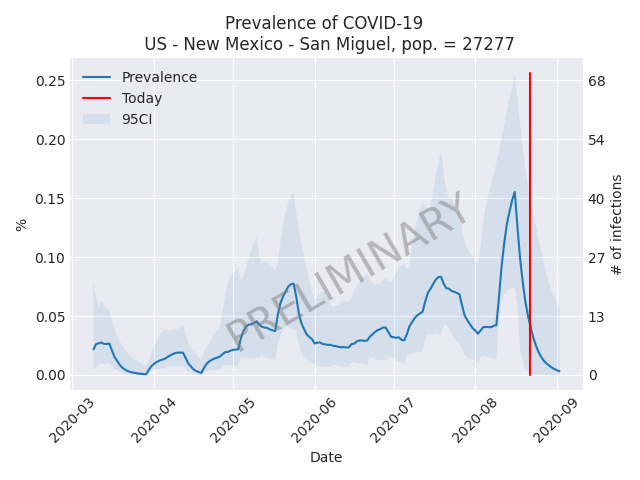 Prevalence of COVID-19
US - New Mexico - San Miguel, pop. = 27277
Prevalence
Today
95CI
PRELIMINARY
%
0.25
0.20
0.15
0.10
0.05
0.00
68
54
40
27
13
0
# of infections
2020-03
2020-04
2020-05
2020-06
2020-07
2020-08
2020-09
Date